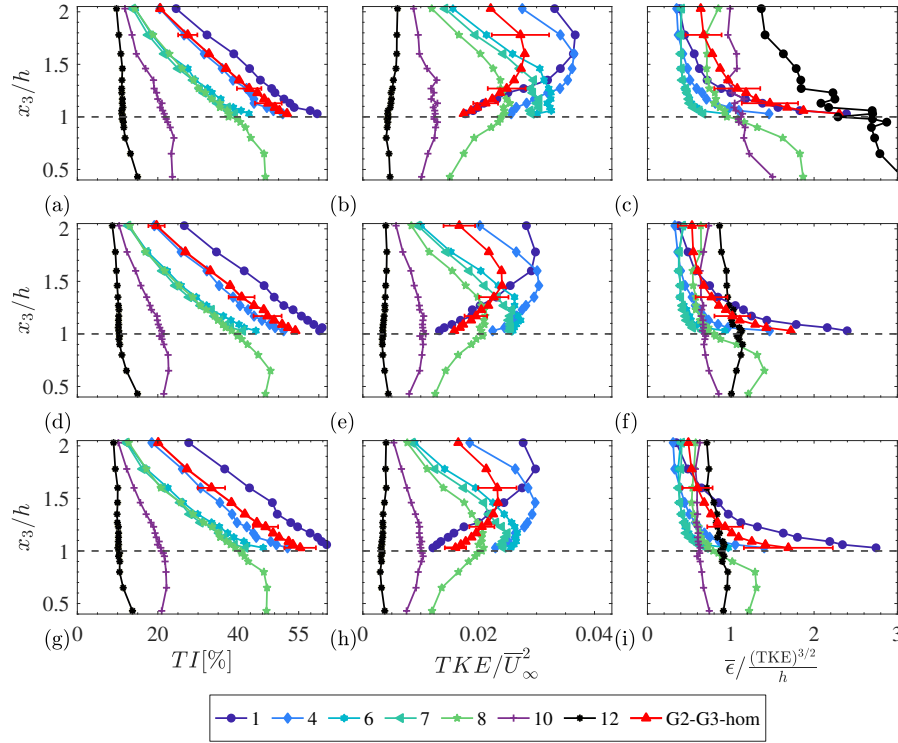 x₃/h
2
1.5
1
0.5
(a)
(b)
(c)
x₃/h
2
1.5
1
0.5
(d)
(e)
(f)
x₃/h
2
1.5
1
0.5
(g)
0 20 40 55
(h)
0 0.02 0.04
(i)
0 1 2 3
TI[%]
TKE/U̅²∞
ϵ̅/(TKE)^{3/2}/h
1 4 6 7 8 10 12 G2-G3-hom